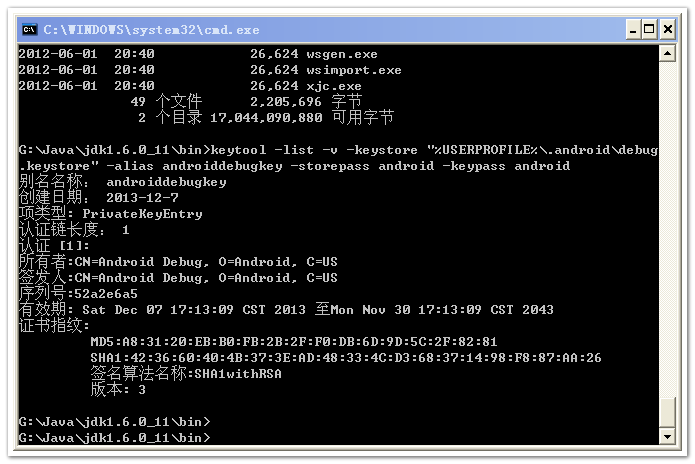 C:\WINDOWS\system32\cmd.exe
2012-06-01  20:40            26,624 wsgen.exe
2012-06-01  20:40            26,624 wsimport.exe
2012-06-01  20:40            26,624 xjc.exe
49 个文件      2,205,696 字节
2 个目录 17,044,090,880 可用字节
G:\Java\jdk1.6.0_11\bin>keytool -list -v -keystore "%USERPROFILE%\.android\debug
.keystore" -alias androiddebugkey -storepass android -keypass android
别名名称： androiddebugkey
创建日期： 2013-12-7
项类型: PrivateKeyEntry
认证链长度： 1
认证 [1]:
所有者:CN=Android Debug, O=Android, C=US
签发人:CN=Android Debug, O=Android, C=US
序列号:52a2e6a5
有效期: Sat Dec 07 17:13:09 CST 2013 至Mon Nov 30 17:13:09 CST 2043
证书指纹:
MD5:A8:31:20:EB:B0:FB:2B:2F:F0:DB:6D:9D:5C:2F:82:81
SHA1:42:36:60:40:4B:37:3E:AD:48:33:4C:D3:68:37:14:98:F8:87:AA:26
签名算法名称:SHA1withRSA
版本: 3
G:\Java\jdk1.6.0_11\bin>
G:\Java\jdk1.6.0_11\bin>